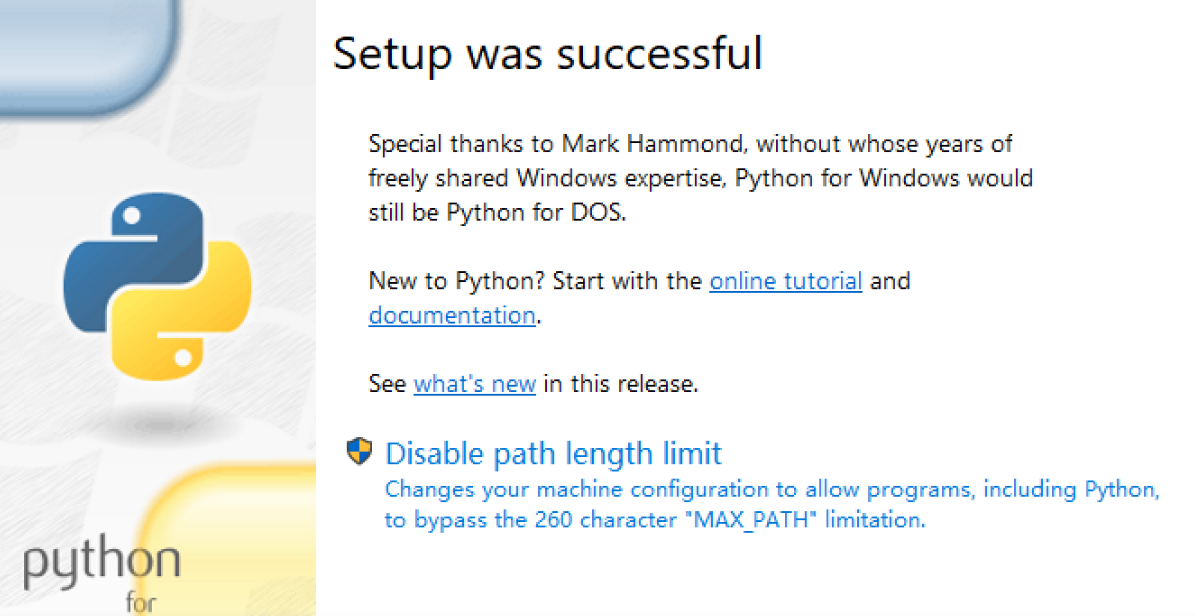 Setup was successful
Special thanks to Mark Hammond, without whose years of
freely shared Windows expertise, Python for Windows would
still be Python for DOS.
New to Python? Start with the online tutorial and
documentation.
See what's new in this release.
Disable path length limit
Changes your machine configuration to allow programs, including Python,
to bypass the 260 character "MAX_PATH" limitation.
python
for